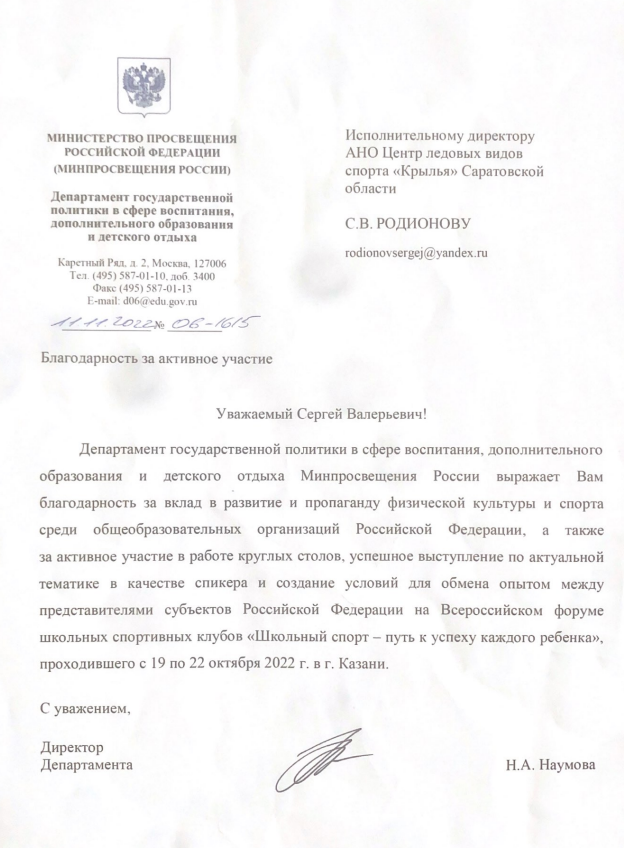 МИНИСТЕРСТВО ПРОСВЕЩЕНИЯ
РОССИЙСКОЙ ФЕДЕРАЦИИ
(МИНПРОСВЕЩЕНИЯ РОССИИ)
Департамент государственной
политики в сфере воспитания,
дополнительного образования
и детского отдыха
Каретный Ряд, д. 2, Москва, 127006
Тел. (495) 587-01-10, доб. 3400
Факс (495) 587-01-13
E-mail: d06@edu.gov.ru
11.11.2022 № 06-1615
Исполнительному директору
АНО Центр ледовых видов
спорта «Крылья» Саратовской
области
С.В. РОДИОНОВУ
rodionovsergej@yandex.ru
Благодарность за активное участие
Уважаемый Сергей Валерьевич!
Департамент государственной политики в сфере воспитания, дополнительного
образования и детского отдыха Минпросвещения России выражает Вам
благодарность за вклад в развитие и пропаганду физической культуры и спорта
среди общеобразовательных организаций Российской Федерации, а также
за активное участие в работе круглых столов, успешное выступление по актуальной
тематике в качестве спикера и создание условий для обмена опытом между
представителями субъектов Российской Федерации на Всероссийском форуме
школьных спортивных клубов «Школьный спорт – путь к успеху каждого ребенка»,
проходившего с 19 по 22 октября 2022 г. в г. Казани.
С уважением,
Директор
Департамента
Н.А. Наумова